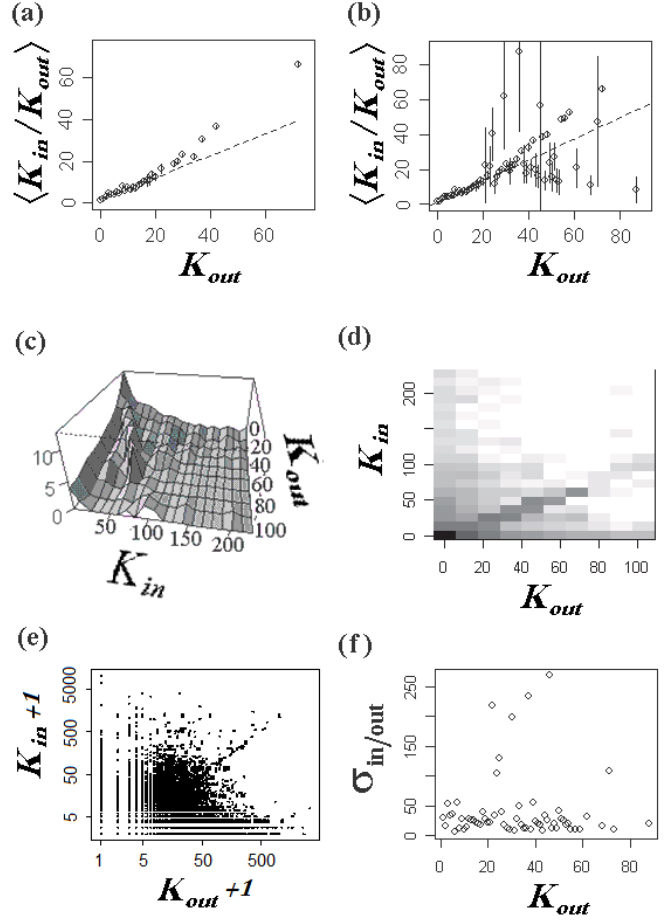 (a)
⟨K_in/K_out⟩
0 20 40 60
0 20 40 60
K_out
(b)
⟨K_in/K_out⟩
0 20 40 60 80
0 20 40 60 80
K_out
(c)
0 5 10
50 100 150 200
0 20 40 60 80 100
K_in
K_out
(d)
K_in
0 50 100 200
0 20 40 60 80 100
K_out
(e)
K_in +1
5 50 500 5000
1 5 50 500
K_out +1
(f)
σ_in/out
0 50 150 250
0 20 40 60 80
K_out